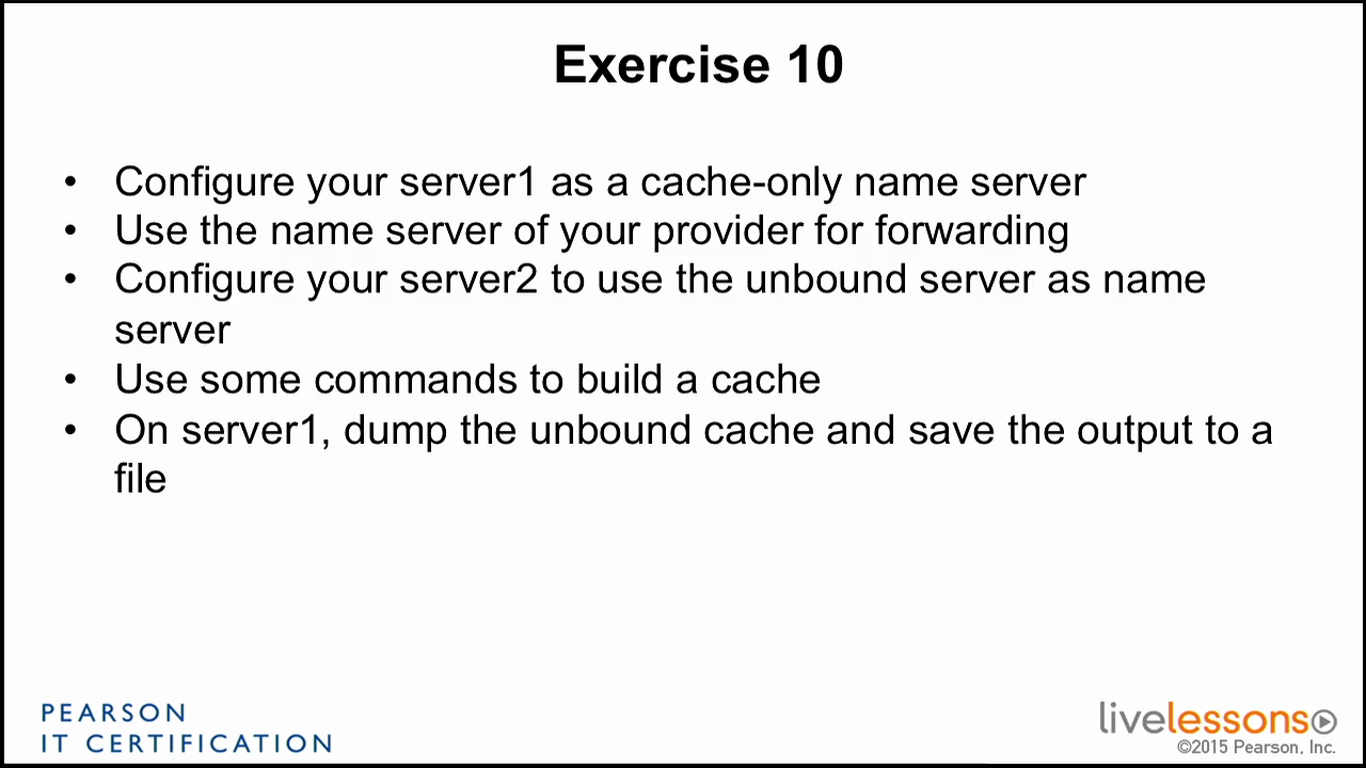 Exercise 10
• Configure your server1 as a cache-only name server
• Use the name server of your provider for forwarding
• Configure your server2 to use the unbound server as name
server
• Use some commands to build a cache
• On server1, dump the unbound cache and save the output to a
file
PEARSON
IT CERTIFICATION
livelessons
©2015 Pearson, Inc.